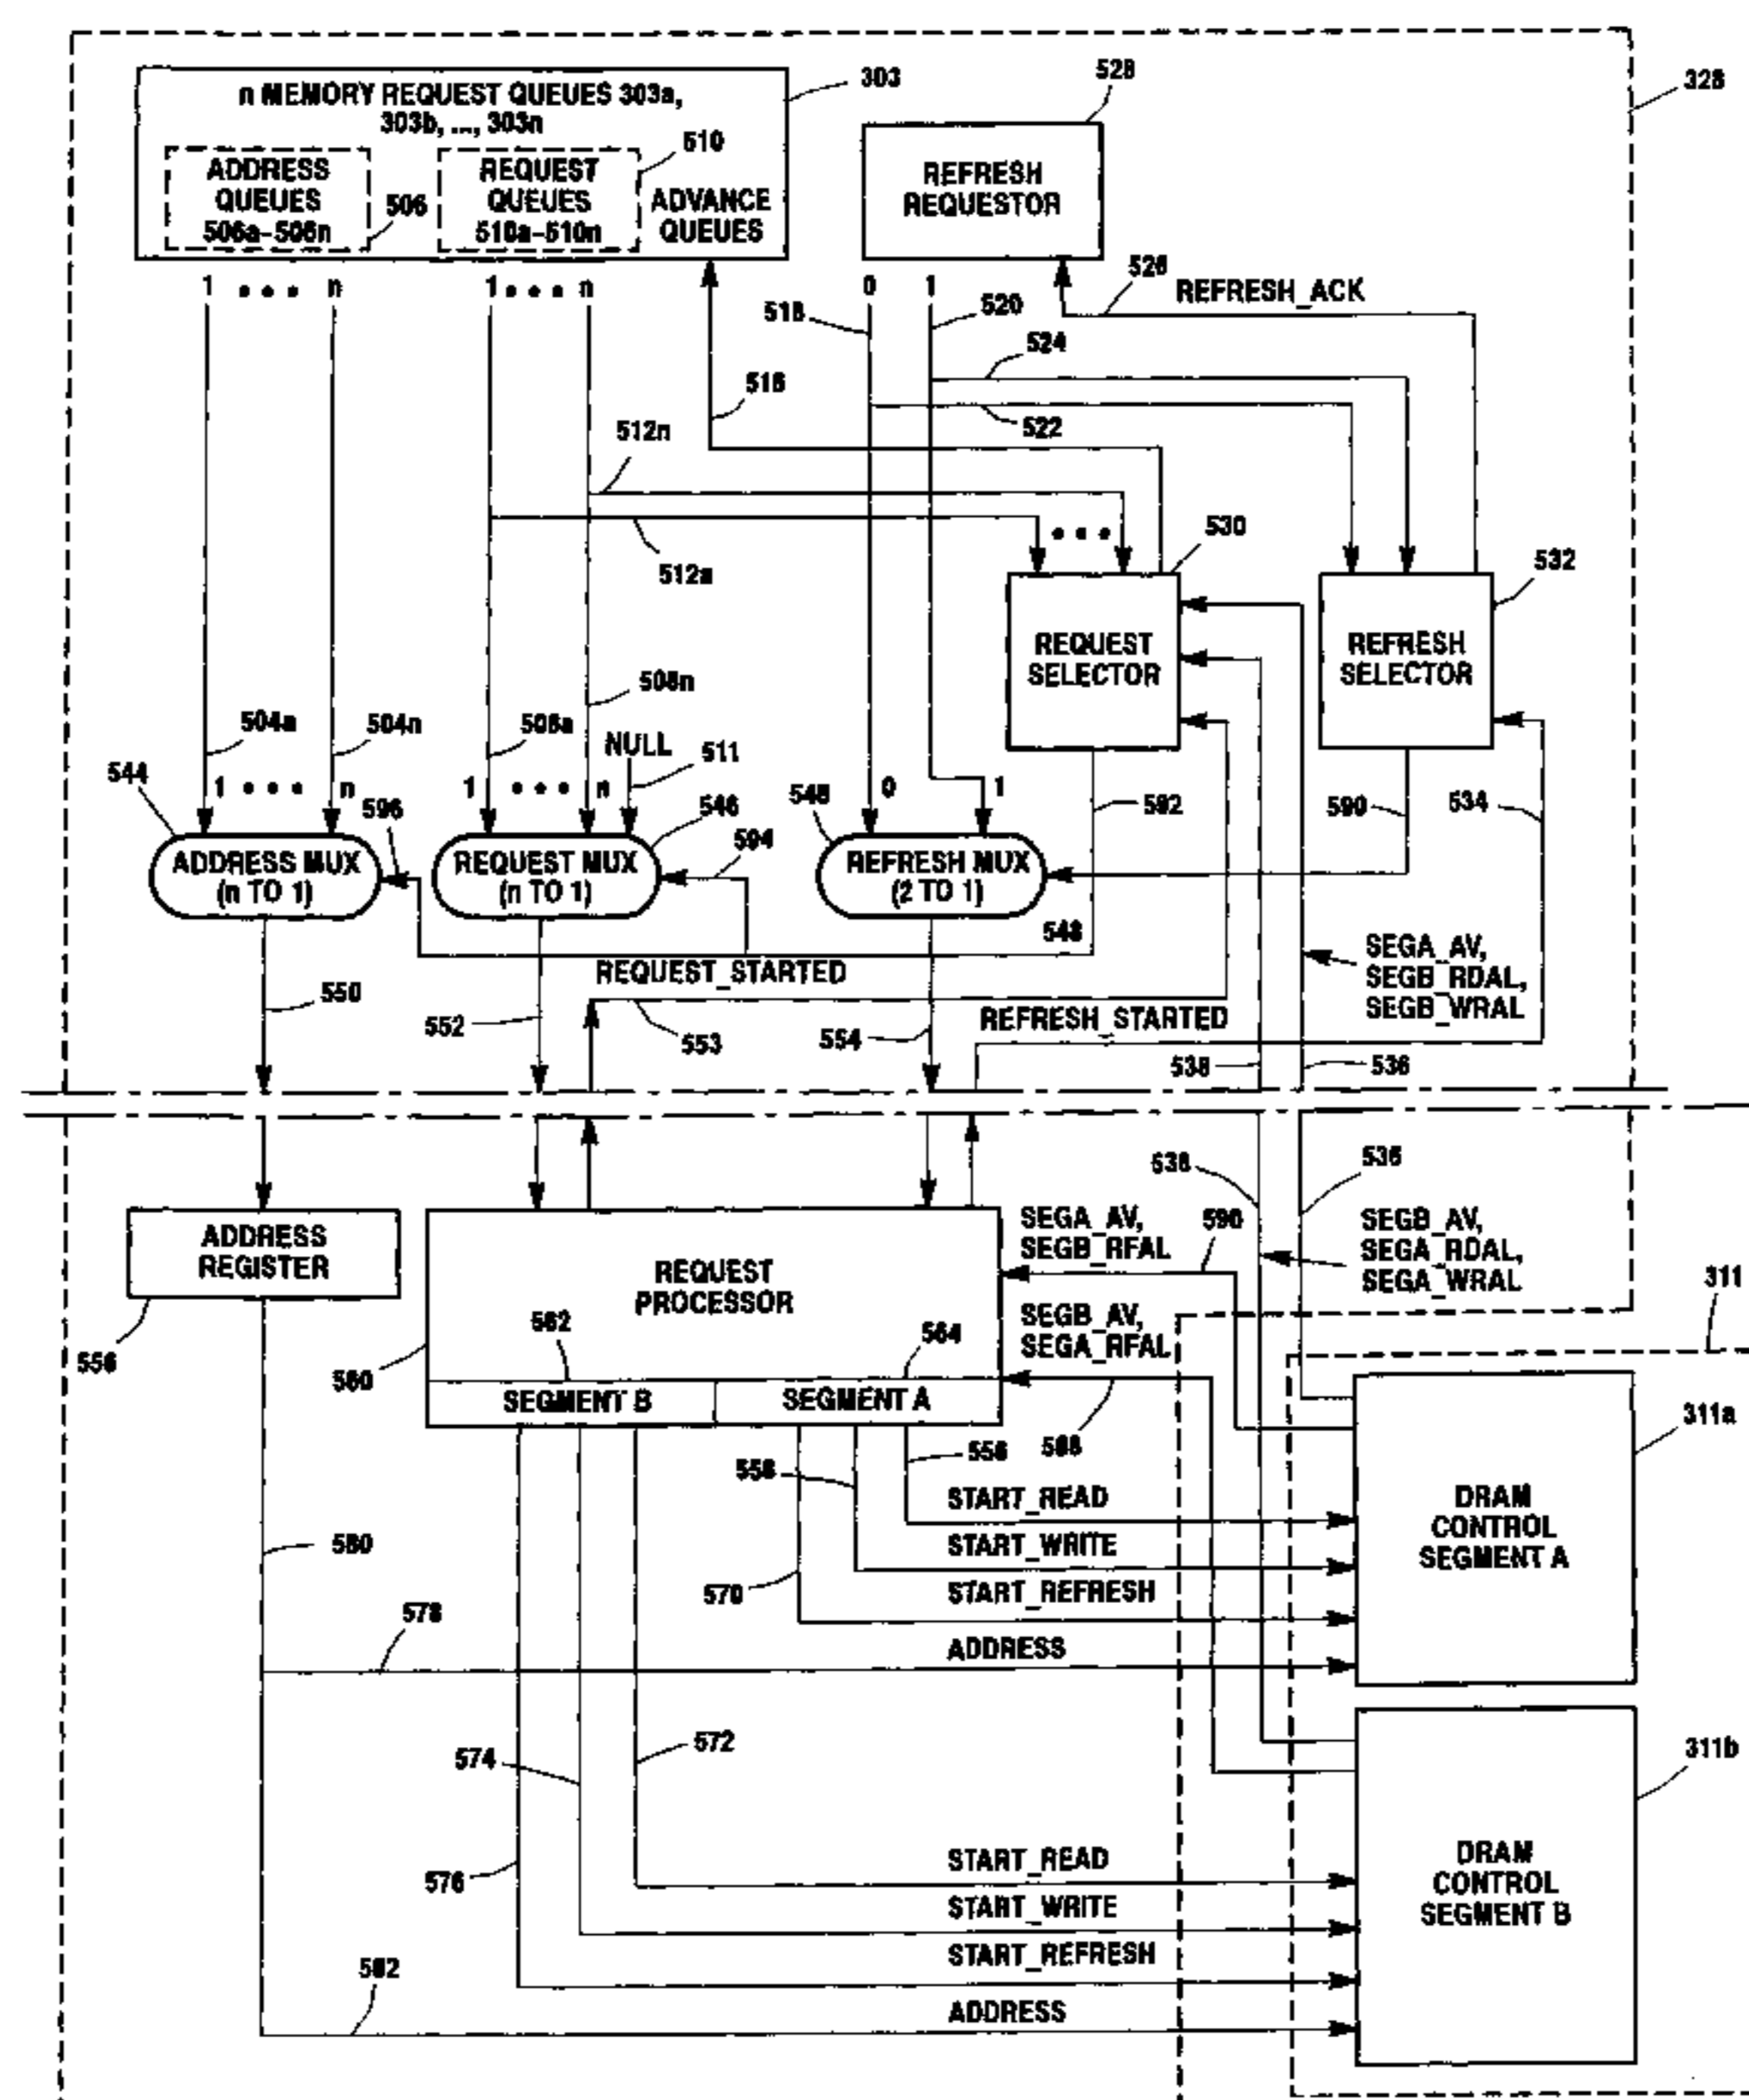 n MEMORY REQUEST QUEUES 303a,
303b, ..., 303n
303
528
328
ADDRESS
QUEUES
506a-506n
506
REQUEST
QUEUES
510a-510n
510
ADVANCE
QUEUES
REFRESH
REQUESTOR
1 ••• n
1 ••• n
0 1
526
REFRESH_ACK
518
520
524
516
522
512n
512a
530
532
REQUEST
SELECTOR
REFRESH
SELECTOR
508n
504a
504n
508a
NULL
511
544
1 ••• n
596
1 ••• n
546
548
0 1
592
590
534
594
ADDRESS MUX
(n TO 1)
REQUEST MUX
(n TO 1)
REFRESH MUX
(2 TO 1)
548
REQUEST_STARTED
SEGA_AV,
SEGB_RDAL,
SEGB_WRAL
550
552
553
554
REFRESH_STARTED
538
536
538
536
ADDRESS
REGISTER
556
REQUEST
PROCESSOR
560
562
564
SEGMENT B
SEGMENT A
SEGA_AV,
SEGB_RFAL
590
SEGB_AV,
SEGA_RDAL,
SEGA_WRAL
SEGB_AV,
SEGA_RFAL
588
311
311a
558
556
START_READ
START_WRITE
570
START_REFRESH
580
578
ADDRESS
DRAM
CONTROL
SEGMENT A
311b
574
572
576
START_READ
START_WRITE
START_REFRESH
582
ADDRESS
DRAM
CONTROL
SEGMENT B